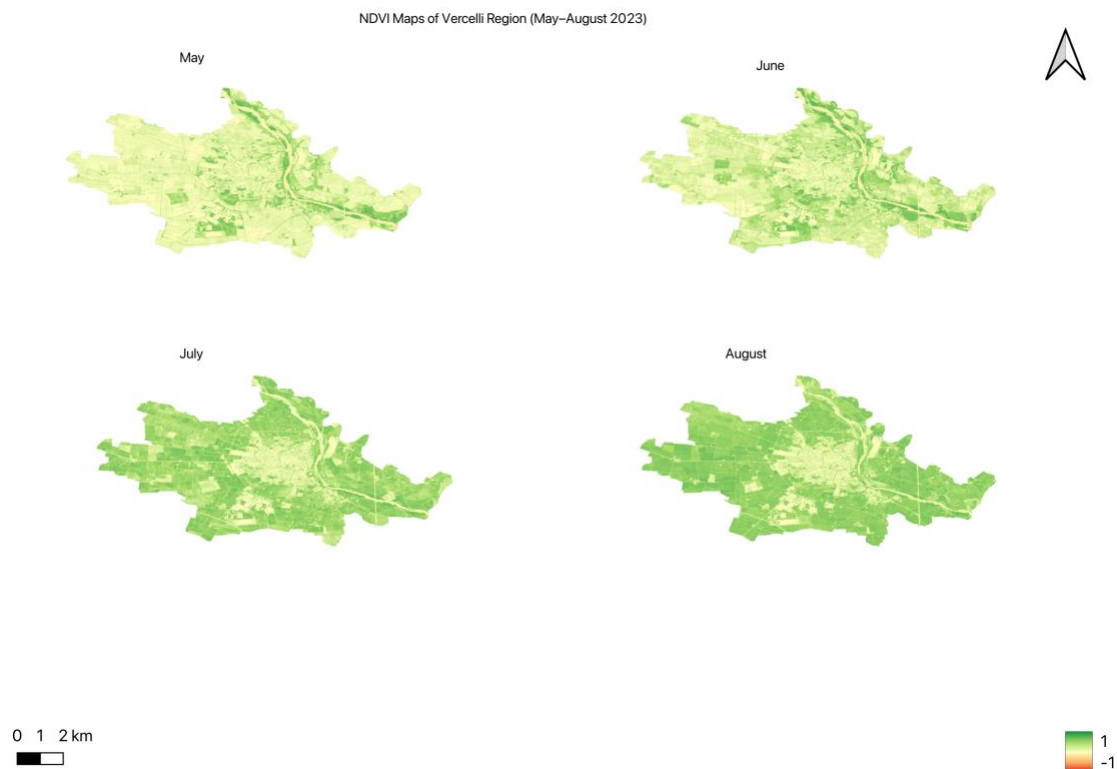 NDVI Maps of Vercelli Region (May–August 2023)
May
June
July
August
0 1 2 km
1
-1